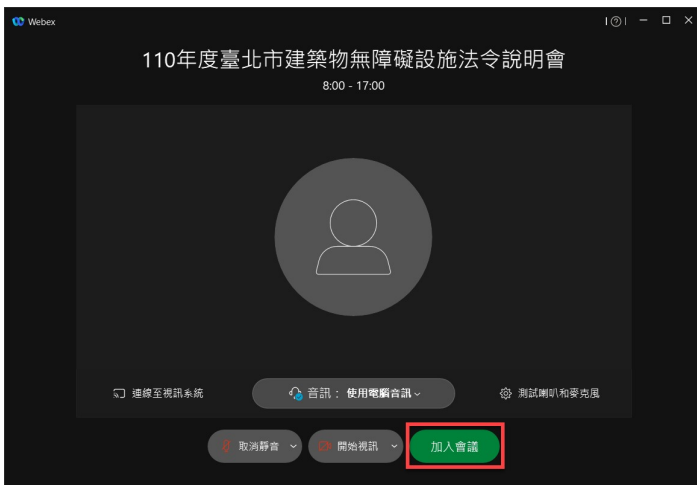 Webex
110年度臺北市建築物無障礙設施法令說明會
8:00 - 17:00
連線至視訊系統
音訊： 使用電腦音訊
測試喇叭和麥克風
取消靜音
開始視訊
加入會議